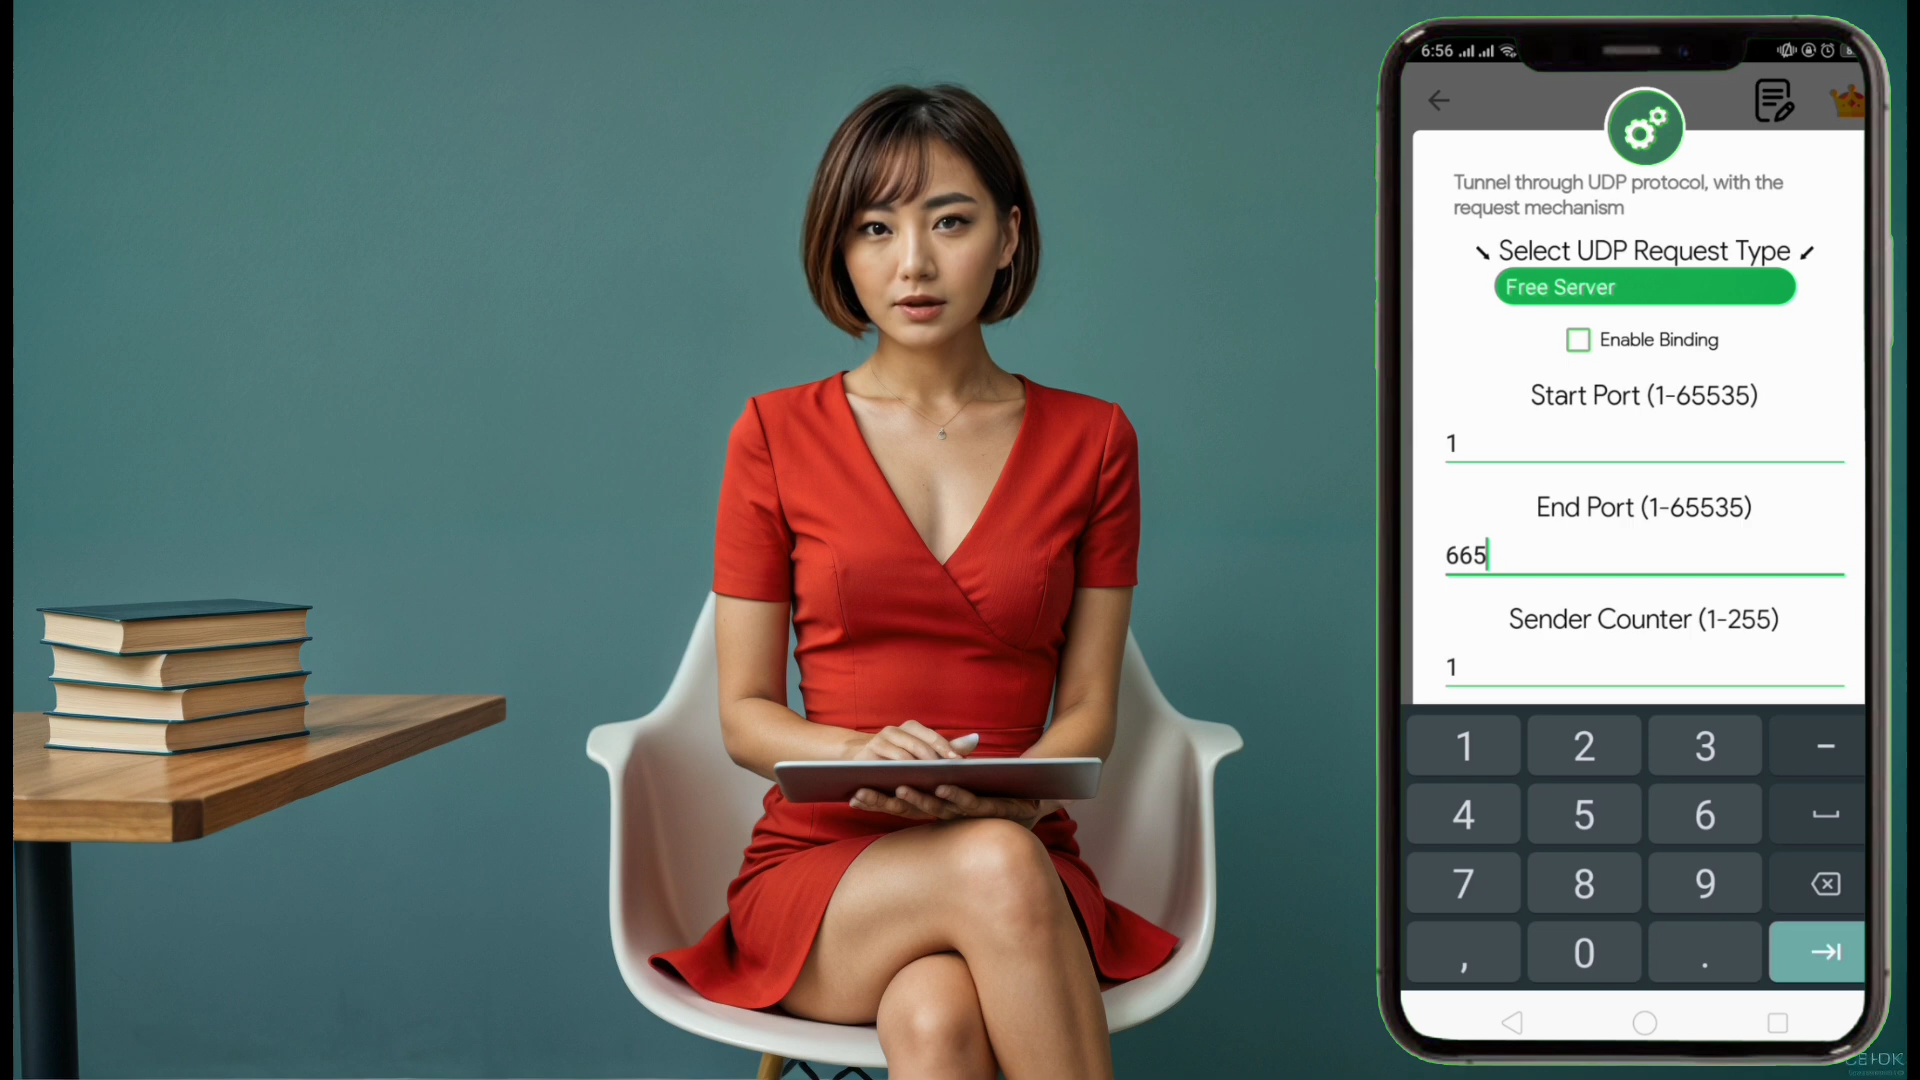 6:56
Tunnel through UDP protocol, with the
request mechanism
Select UDP Request Type
Free Server
Enable Binding
Start Port (1-65535)
1
End Port (1-65535)
665
Sender Counter (1-255)
1
1 2 3 –
4 5 6
7 8 9
, 0 .